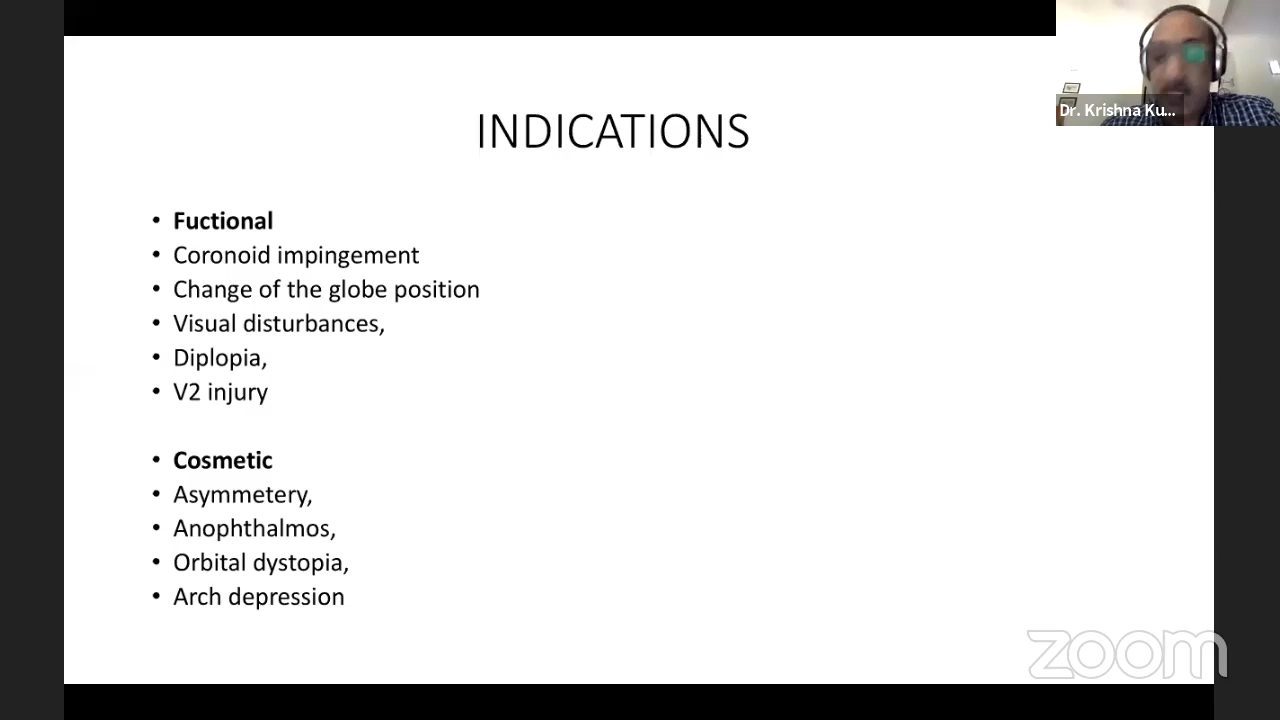 Dr. Krishna Ku...
INDICATIONS
• Fuctional
• Coronoid impingement
• Change of the globe position
• Visual disturbances,
• Diplopia,
• V2 injury
• Cosmetic
• Asymmetery,
• Anophthalmos,
• Orbital dystopia,
• Arch depression
zoom